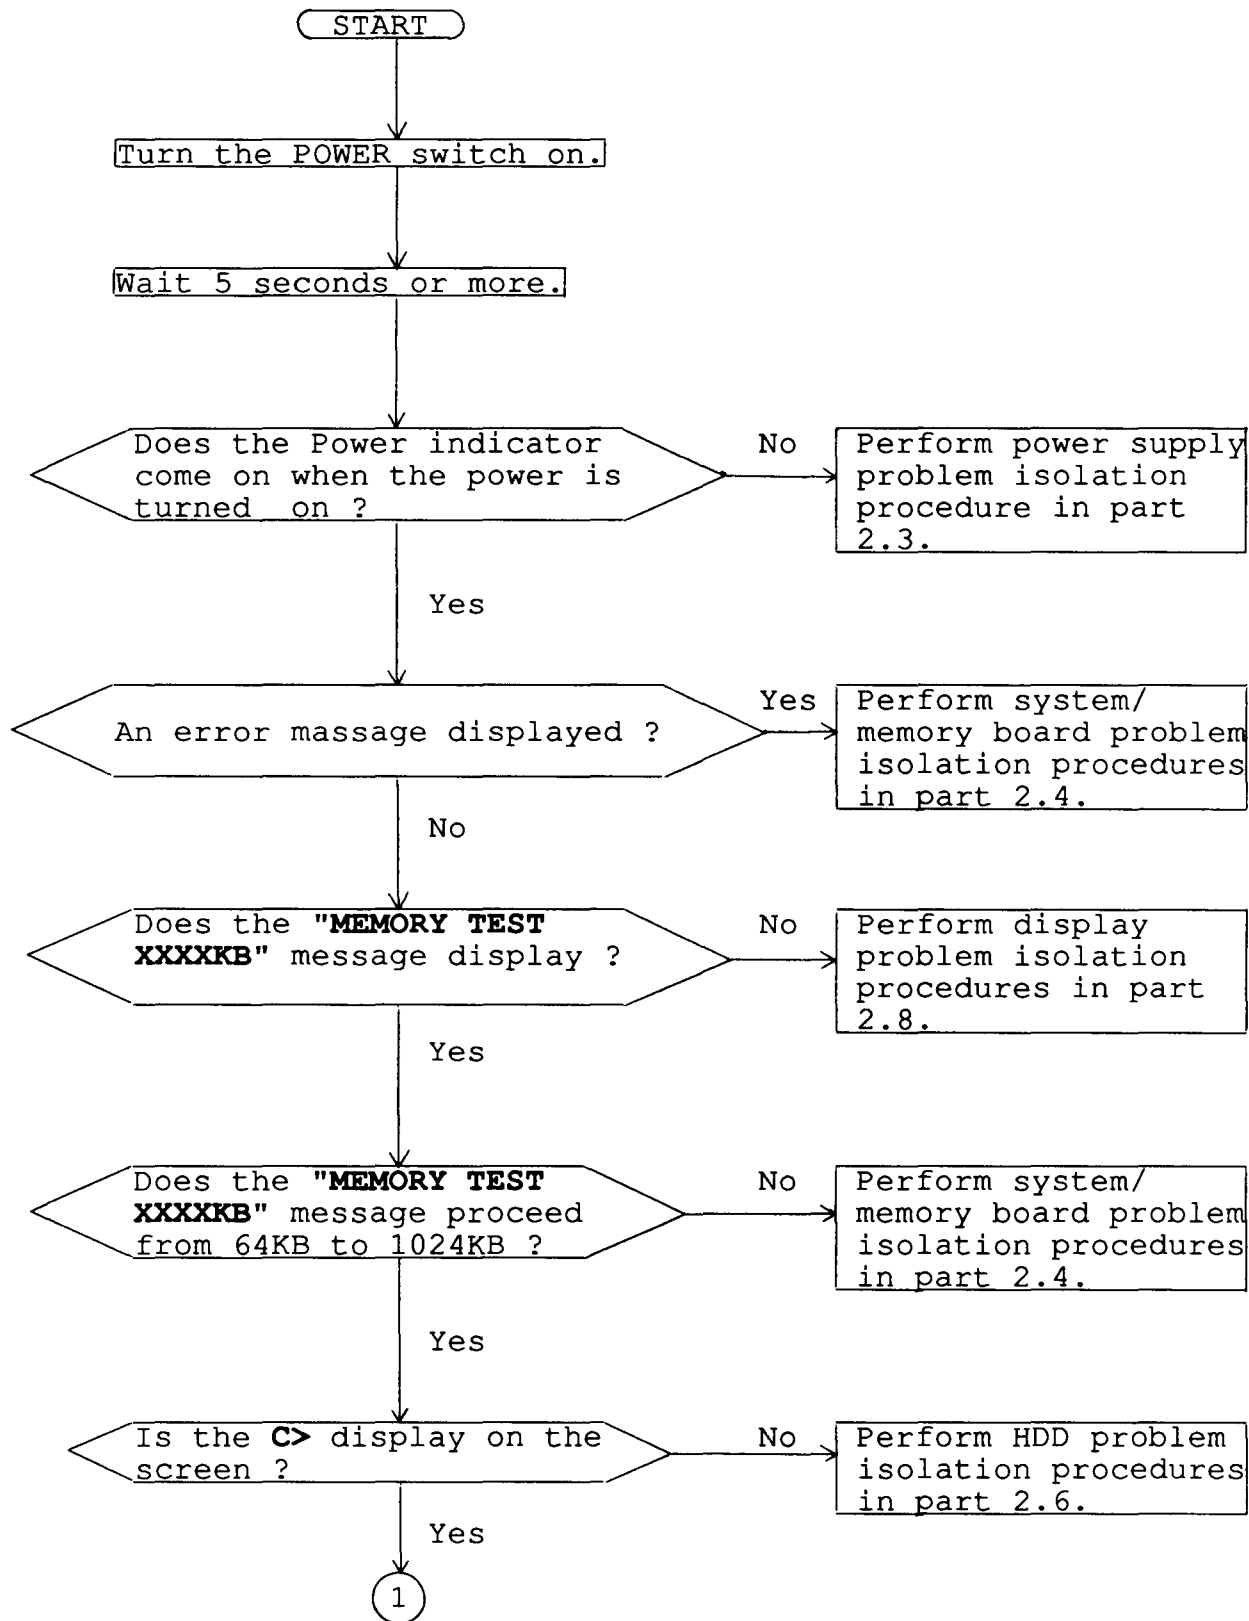 START
Turn the POWER switch on.
Wait 5 seconds or more.
Does the Power indicator
come on when the power is
turned on ?
No
Perform power supply
problem isolation
procedure in part
2.3.
Yes
An error massage displayed ?
Yes
Perform system/
memory board problem
isolation procedures
in part 2.4.
No
Does the "MEMORY TEST
XXXXKB" message display ?
No
Perform display
problem isolation
procedures in part
2.8.
Yes
Does the "MEMORY TEST
XXXXKB" message proceed
from 64KB to 1024KB ?
No
Perform system/
memory board problem
isolation procedures
in part 2.4.
Yes
Is the C> display on the
screen ?
No
Perform HDD problem
isolation procedures
in part 2.6.
Yes
1